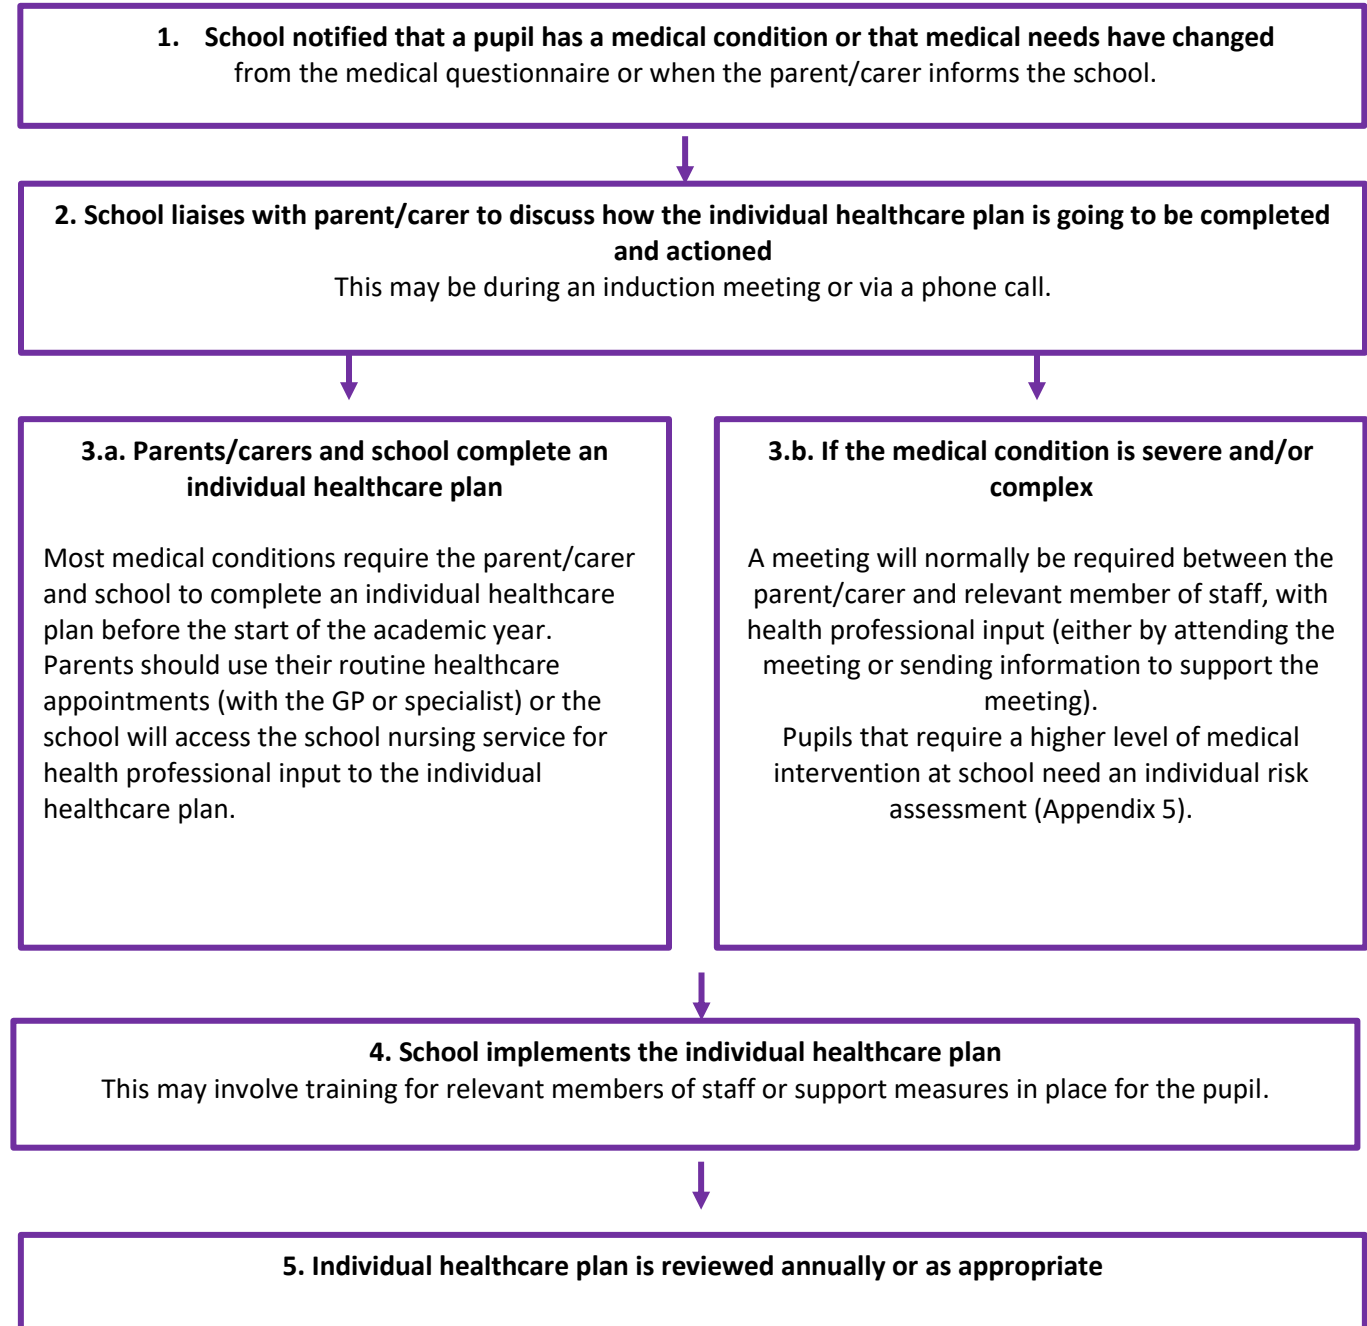 1. School notified that a pupil has a medical condition or that medical needs have changed
from the medical questionnaire or when the parent/carer informs the school.
2. School liaises with parent/carer to discuss how the individual healthcare plan is going to be completed
and actioned
This may be during an induction meeting or via a phone call.
3.a. Parents/carers and school complete an
individual healthcare plan
Most medical conditions require the parent/carer
and school to complete an individual healthcare
plan before the start of the academic year.
Parents should use their routine healthcare
appointments (with the GP or specialist) or the
school will access the school nursing service for
health professional input to the individual
healthcare plan.
3.b. If the medical condition is severe and/or
complex
A meeting will normally be required between the
parent/carer and relevant member of staff, with
health professional input (either by attending the
meeting or sending information to support the
meeting).
Pupils that require a higher level of medical
intervention at school need an individual risk
assessment (Appendix 5).
4. School implements the individual healthcare plan
This may involve training for relevant members of staff or support measures in place for the pupil.
5. Individual healthcare plan is reviewed annually or as appropriate